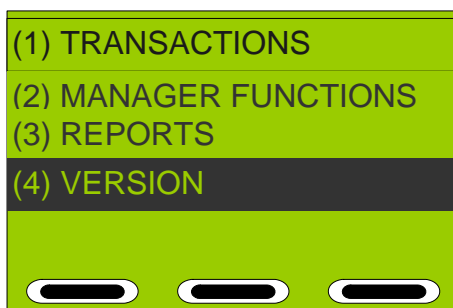 (1) TRANSACTIONS
(2) MANAGER FUNCTIONS
(3) REPORTS
(4) VERSION